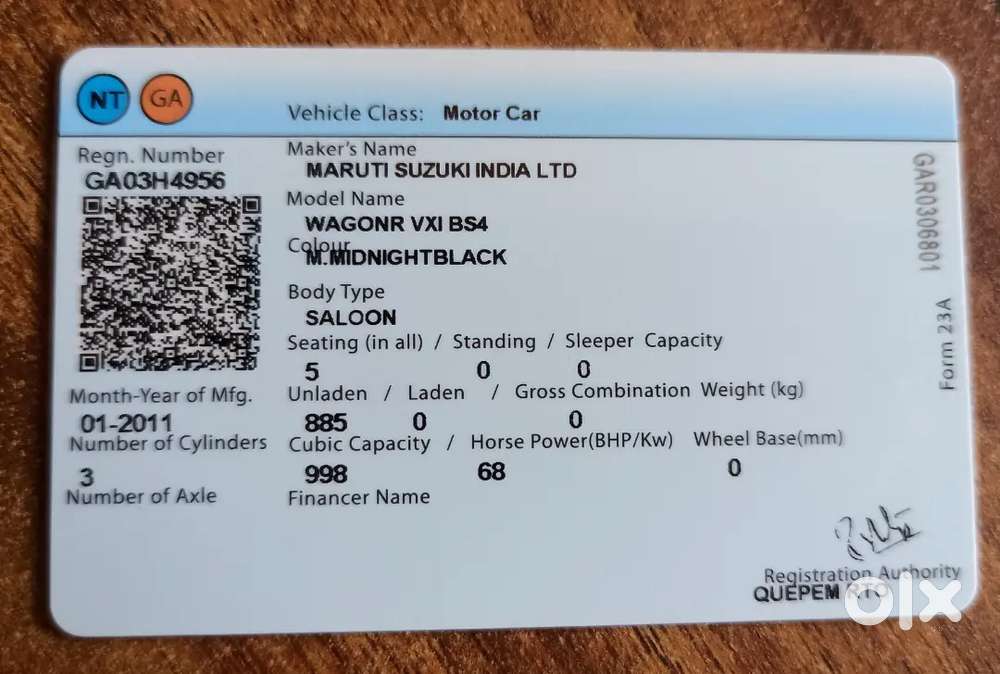 NT GA
Vehicle Class: Motor Car
Regn. Number
GA03H4956
Maker's Name
MARUTI SUZUKI INDIA LTD
Model Name
WAGONR VXI BS4
Colour
M.MIDNIGHTBLACK
Body Type
SALOON
Seating (in all) / Standing / Sleeper Capacity
5 0 0
Month-Year of Mfg.
01-2011
Unladen / Laden / Gross Combination Weight (kg)
885 0 0
Number of Cylinders
3
Cubic Capacity / Horse Power(BHP/Kw) Wheel Base(mm)
998 68 0
Number of Axle
Financer Name
GAR0306801
Form 23A
Registration Authority
QUEPEM RTO
olx